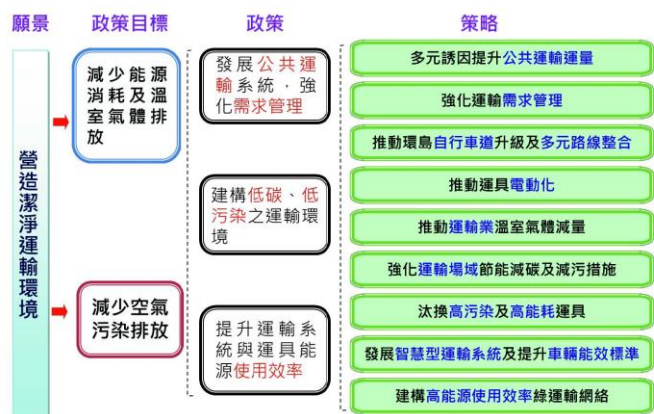 願景
政策目標
政策
策略
營造潔淨運輸環境
減少能源
消耗及溫
室氣體排
放
減少空氣
污染排放
發展公共運
輸系統，強
化需求管理
建構低碳、低
污染之運輸環
境
提升運輸系
統與運具能
源使用效率
多元誘因提升公共運輸運量
強化運輸需求管理
推動環島自行車道升級及多元路線整合
推動運具電動化
推動運輸業溫室氣體減量
強化運輸場域節能減碳及減污措施
汰換高污染及高能耗運具
發展智慧型運輸系統及提升車輛能效標準
建構高能源使用效率綠運輸網絡